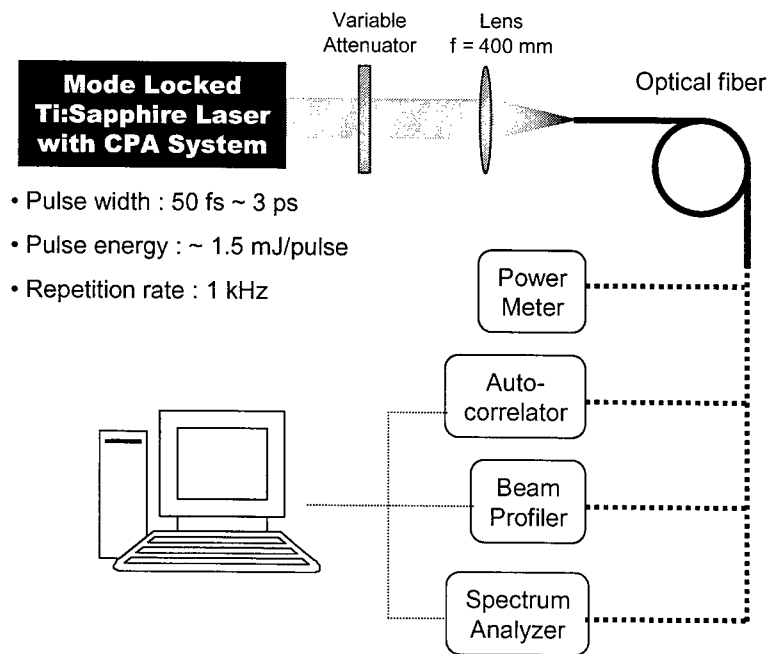 Variable
Attenuator
Lens
f = 400 mm
Mode Locked
Ti:Sapphire Laser
with CPA System
Optical fiber
• Pulse width : 50 fs ~ 3 ps
• Pulse energy : ~ 1.5 mJ/pulse
• Repetition rate : 1 kHz
Power
Meter
Auto-
correlator
Beam
Profiler
Spectrum
Analyzer